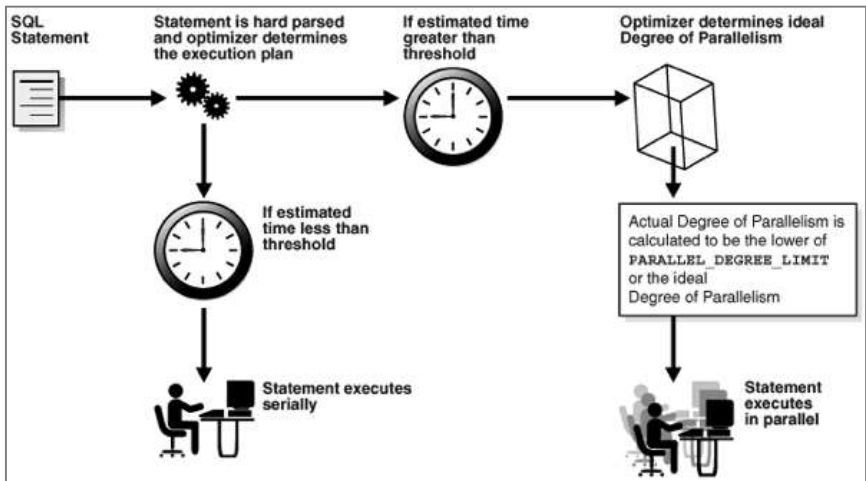 SQL
Statement
Statement is hard parsed
and optimizer determines
the execution plan
If estimated time
greater than
threshold
Optimizer determines ideal
Degree of Parallelism
If estimated
time less than
threshold
Actual Degree of Parallelism is
calculated to be the lower of
PARALLEL_DEGREE_LIMIT
or the ideal
Degree of Parallelism
Statement executes
serially
Statement
executes
in parallel